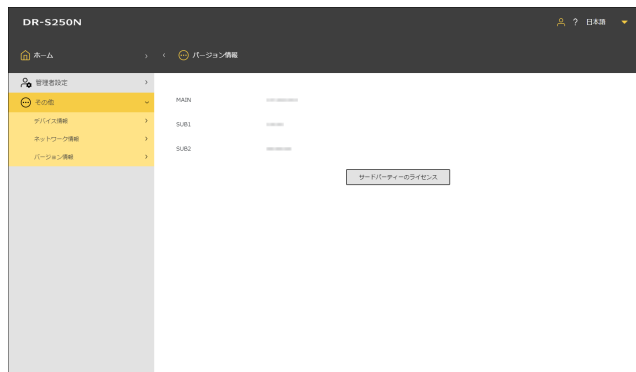 DR-S250N
? 日本語
ホーム
バージョン情報
管理者設定
その他
デバイス情報
ネットワーク情報
バージョン情報
MAIN
SUB1
SUB2
サードパーティーのライセンス